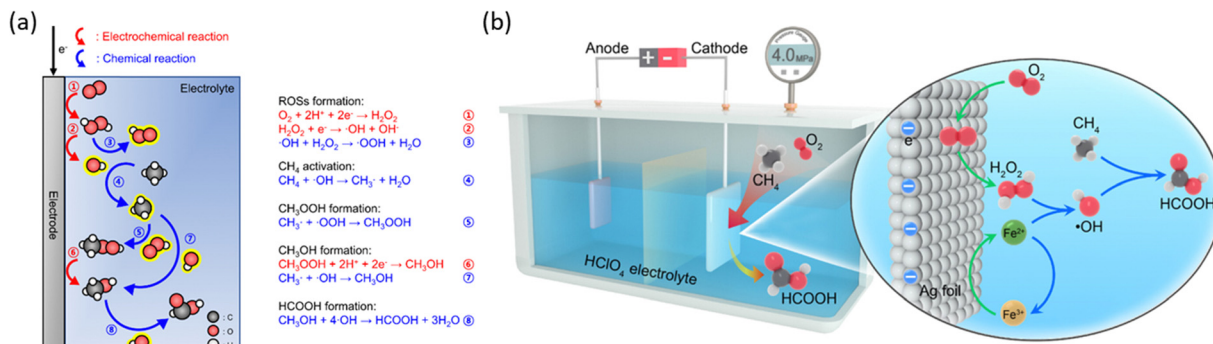 (a)
e-
: Electrochemical reaction
: Chemical reaction
Electrolyte
①
②
③
④
⑤
⑥
⑦
⑧
Electrode
: C
: O
ROSs formation:
O₂ + 2H⁺ + 2e⁻ → H₂O₂ ①
H₂O₂ + e⁻ → ·OH + OH⁻ ②
·OH + H₂O₂ → ·OOH + H₂O ③
CH₄ activation:
CH₄ + ·OH → CH₃· + H₂O ④
CH₃OOH formation:
CH₃· + ·OOH → CH₃OOH ⑤
CH₃OH formation:
CH₃OOH + 2H⁺ + 2e⁻ → CH₃OH ⑥
CH₃· + ·OH → CH₃OH ⑦
HCOOH formation:
CH₃OH + 4·OH → HCOOH + 3H₂O ⑧
(b)
Anode
+ −
Cathode
4.0MPa
O₂
CH₄
HCOOH
HClO₄ electrolyte
O₂
e⁻
CH₄
H₂O₂
HCOOH
•OH
Fe²⁺
Ag foil
Fe³⁺